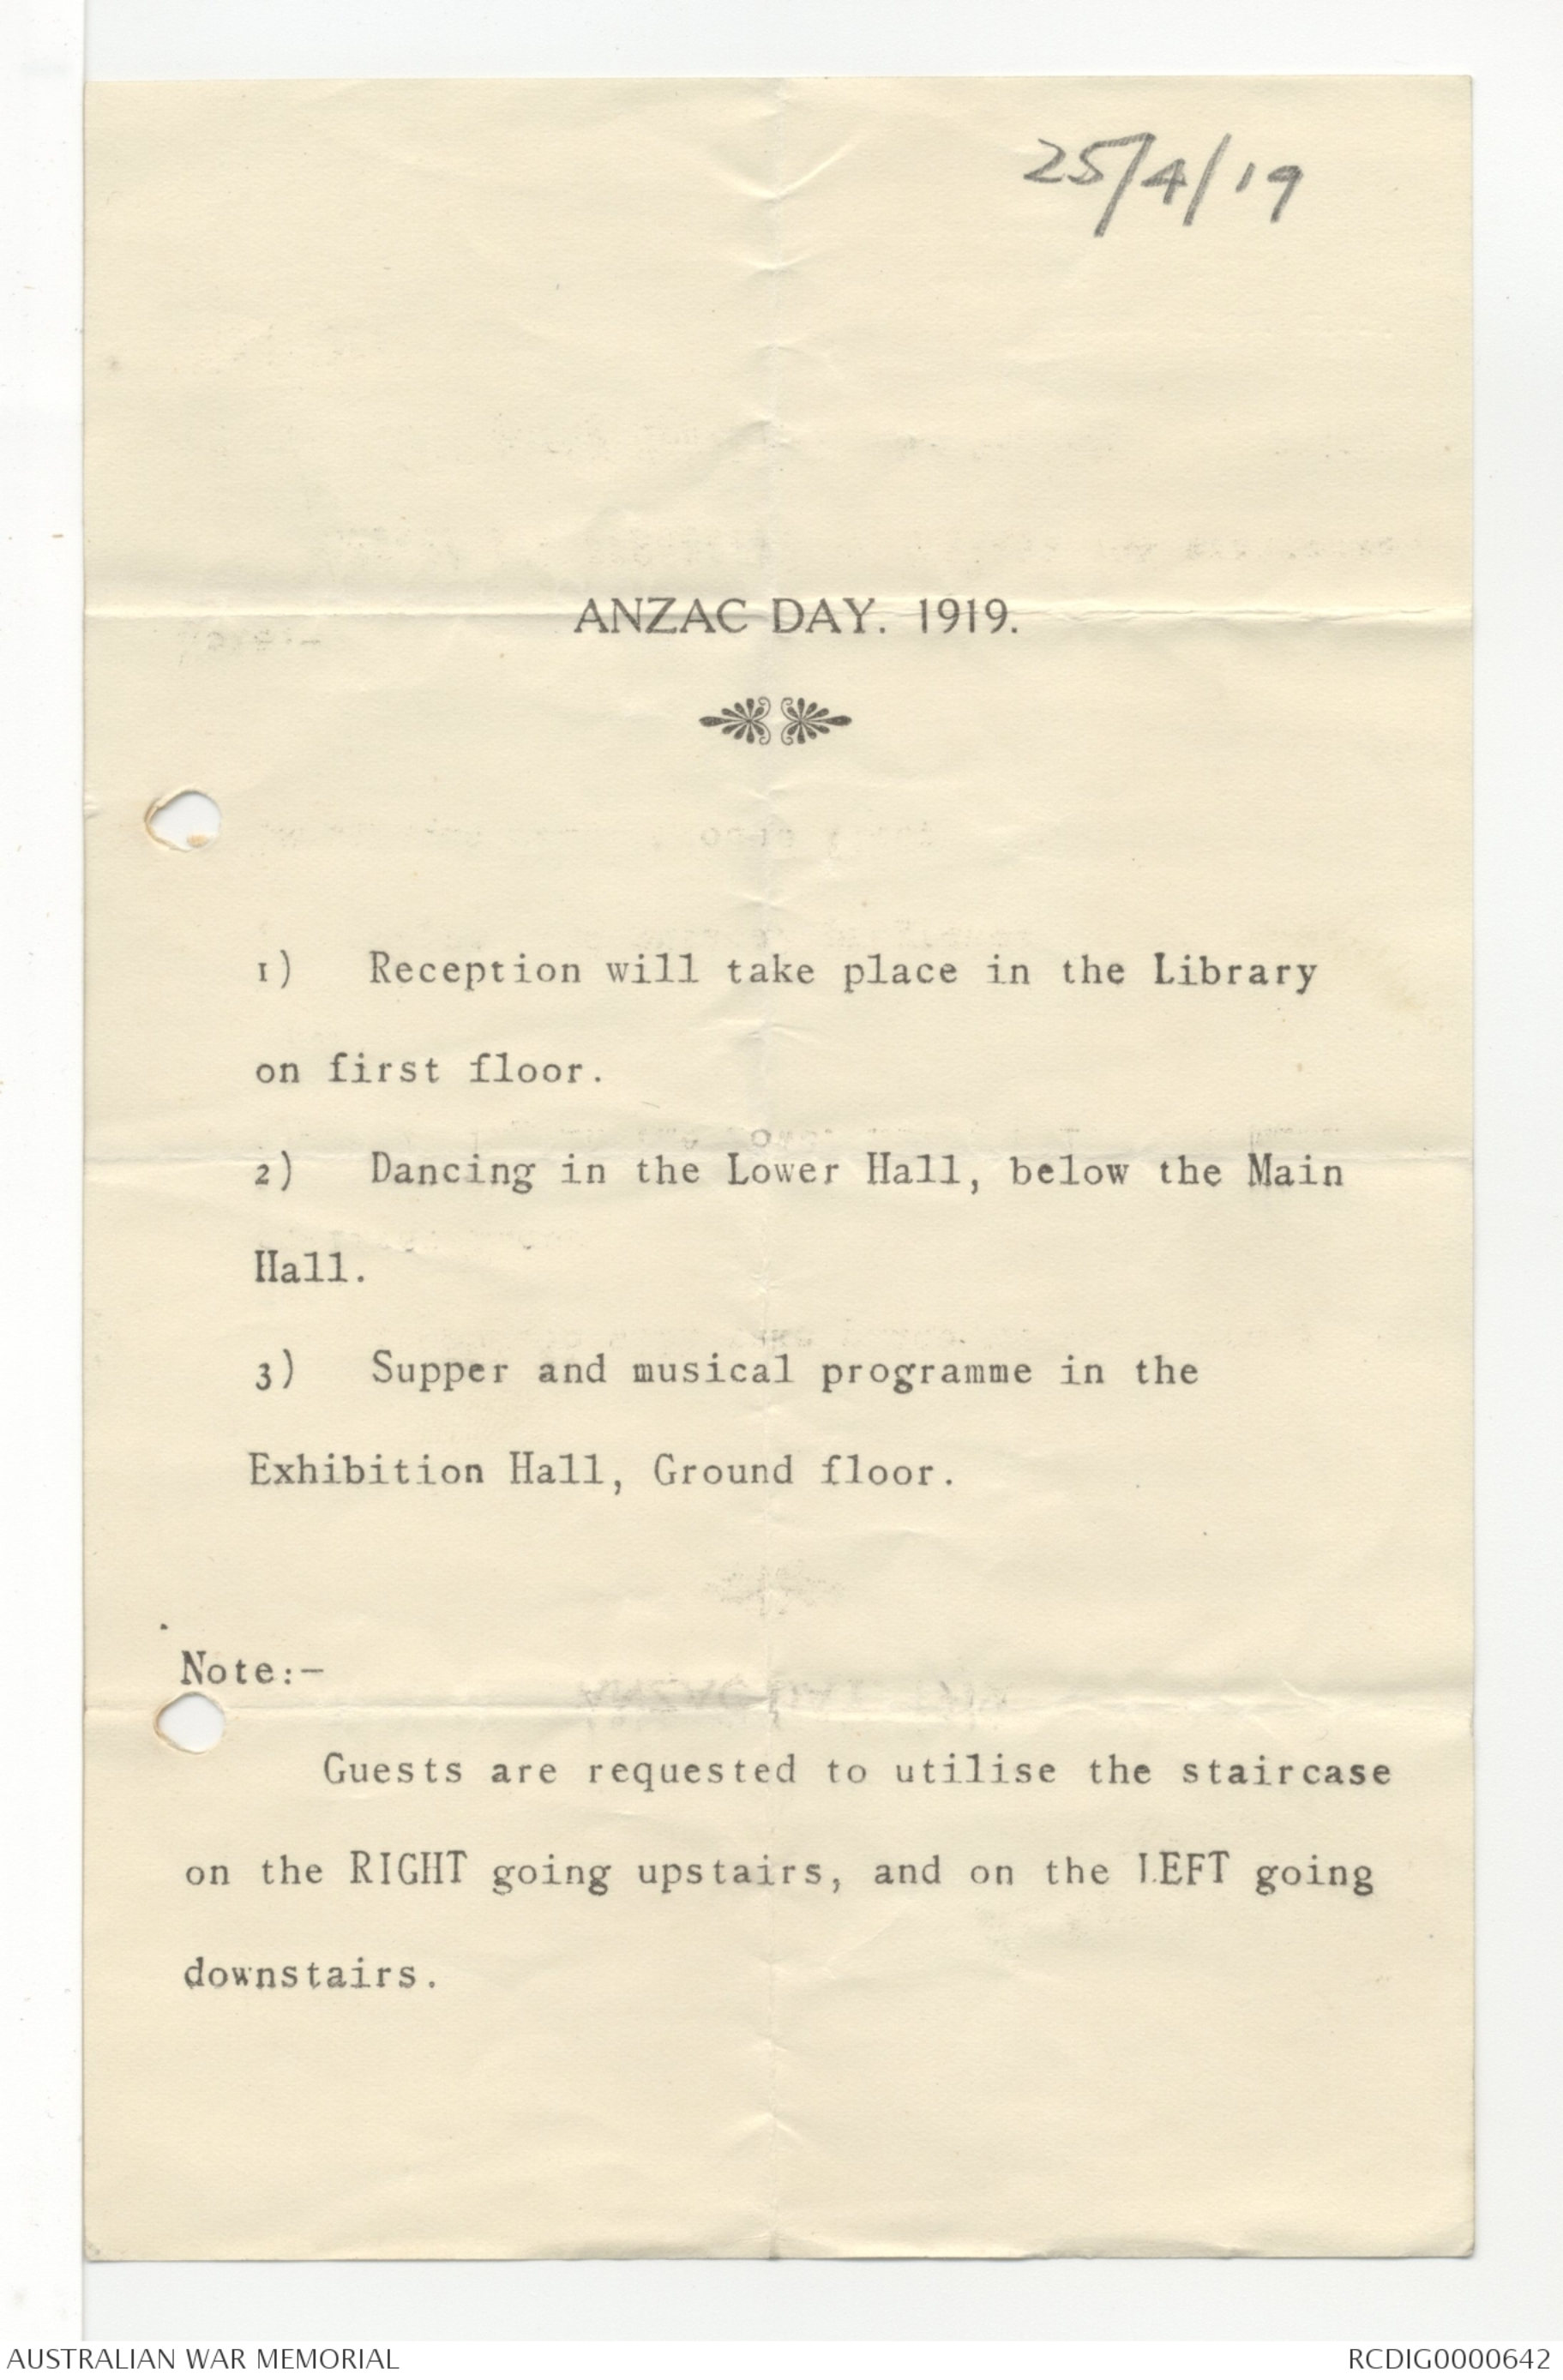 25/4/19
ANZAC DAY. 1919.
1) Reception will take place in the Library
on first floor.
2) Dancing in the Lower Hall, below the Main
Hall.
3) Supper and musical programme in the
Exhibition Hall, Ground floor.
Note:-
Guests are requested to utilise the staircase
on the RIGHT going upstairs, and on the LEFT going
downstairs.
AUSTRALIAN WAR MEMORIAL
RCDIG0000642